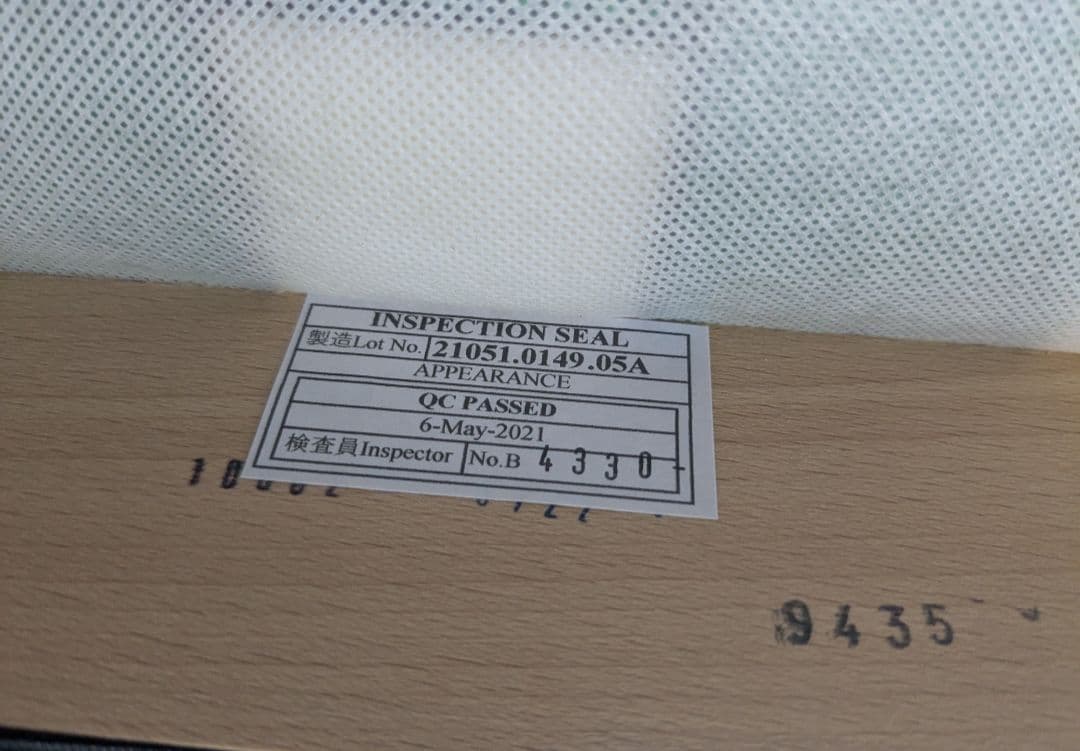 INSPECTION SEAL
製造Lot No. 21051.0149.05A
APPEARANCE
QC PASSED
6-May-2021
検査員Inspector No.B 4330
9435